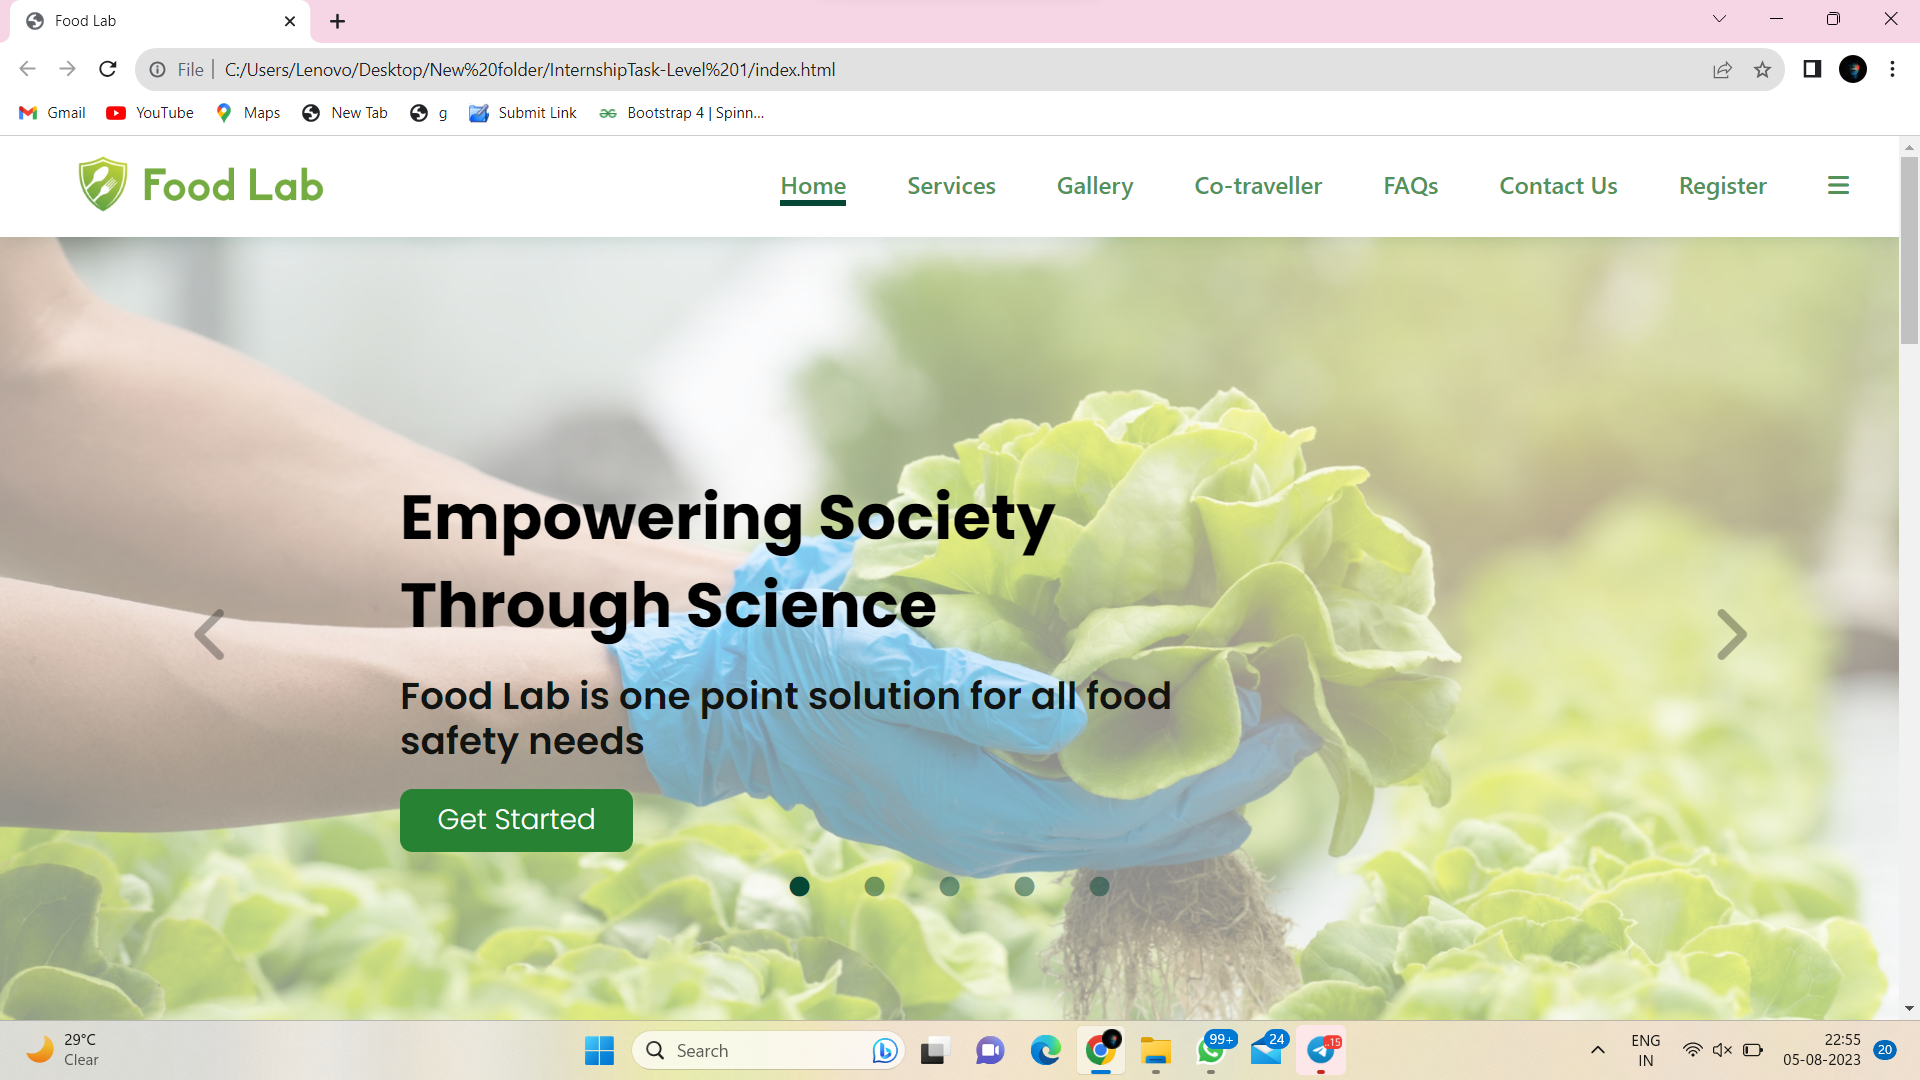 Food Lab
File C:/Users/Lenovo/Desktop/New%20folder/InternshipTask-Level%201/index.html
Gmail YouTube Maps New Tab g Submit Link Bootstrap 4 | Spinn...
Food Lab Home Services Gallery Co-traveller FAQs Contact Us Register
Empowering Society
Through Science
Food Lab is one point solution for all food
safety needs
Get Started
29°C
Clear
Search
99+
24
..15
ENG
IN
22:55
05-08-2023
20